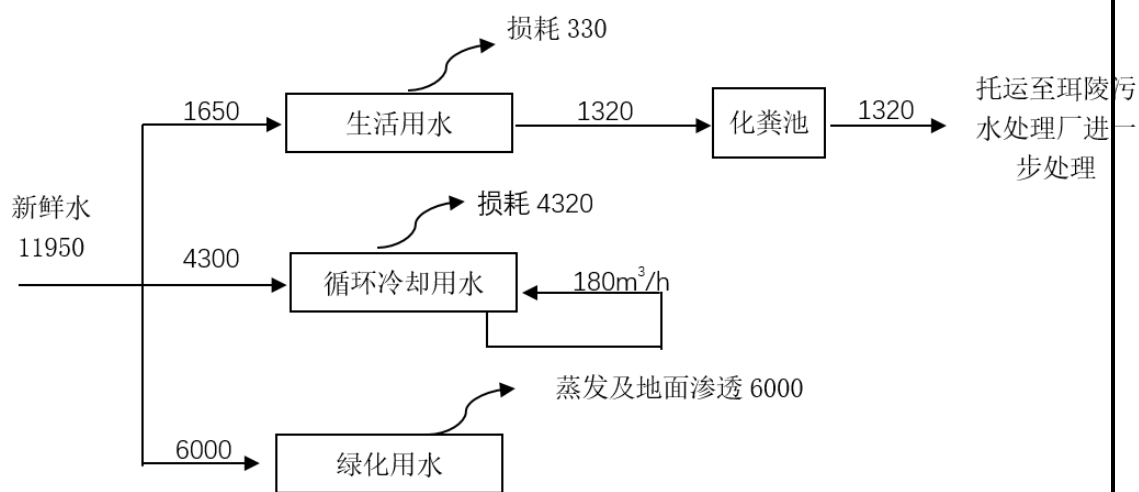 损耗 330
1650
生活用水
1320
化粪池
1320
托运至珥陵污
水处理厂进一
步处理
新鲜水
11950
损耗 4320
4300
循环冷却用水
180m³/h
蒸发及地面渗透 6000
6000
绿化用水